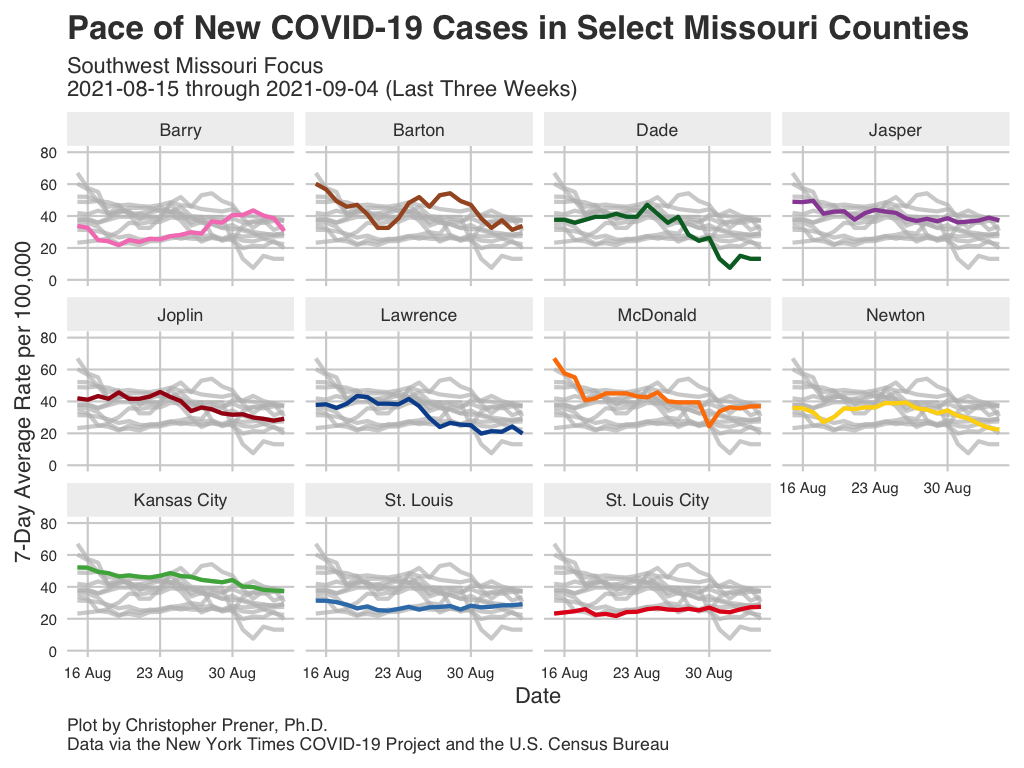 Pace of New COVID-19 Cases in Select Missouri Counties
Southwest Missouri Focus
2021-08-15 through 2021-09-04 (Last Three Weeks)
7-Day Average Rate per 100,000
Barry
Barton
Dade
Jasper
80
60
40
20
0
Joplin
Lawrence
McDonald
Newton
80
60
40
20
0
16 Aug
23 Aug
30 Aug
Kansas City
St. Louis
St. Louis City
80
60
40
20
0
16 Aug
23 Aug
30 Aug
16 Aug
23 Aug
30 Aug
16 Aug
23 Aug
30 Aug
Date
Plot by Christopher Prener, Ph.D.
Data via the New York Times COVID-19 Project and the U.S. Census Bureau